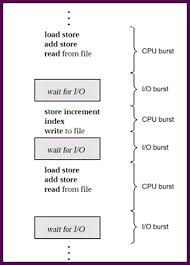 load store
add store
read from file
CPU burst
wait for I/O
I/O burst
store increment
index
write to file
CPU burst
wait for I/O
I/O burst
load store
add store
read from file
CPU burst
wait for I/O
I/O burst